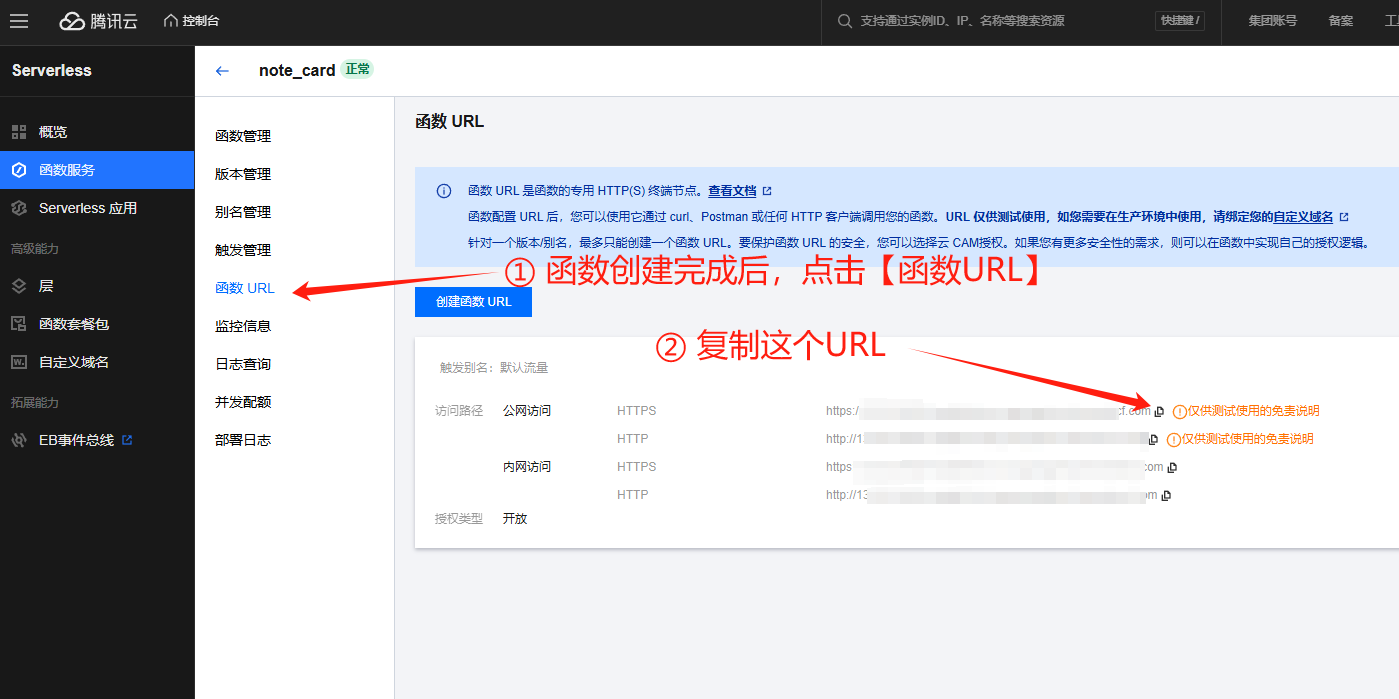 腾讯云
控制台
支持通过实例ID、IP、名称等搜索资源
快捷键 /
集团账号
备案
Serverless
概览
函数服务
Serverless 应用
高级能力
层
函数套餐包
自定义域名
拓展能力
EB事件总线
note_card 正常
函数管理
版本管理
别名管理
触发管理
函数 URL
监控信息
日志查询
并发配额
部署日志
函数 URL
函数 URL 是函数的专用 HTTP(S) 终端节点。查看文档
函数配置 URL 后，您可以使用它通过 curl、Postman 或任何 HTTP 客户端调用您的函数。URL 仅供测试使用，如您需要在生产环境中使用，请绑定您的自定义域名
针对一个版本/别名，最多只能创建一个函数 URL。要保护函数 URL 的安全，您可以选择云 CAM授权。如果您有更多安全性的需求，则可以在函数中实现自己的授权逻辑。
① 函数创建完成后，点击【函数URL】
创建函数 URL
② 复制这个URL
触发别名：默认流量
访问路径 公网访问 HTTPS https:/ cf.com 仅供测试使用的免责说明
HTTP http://1 仅供测试使用的免责说明
内网访问 HTTPS https com
HTTP http://13 om
授权类型 开放